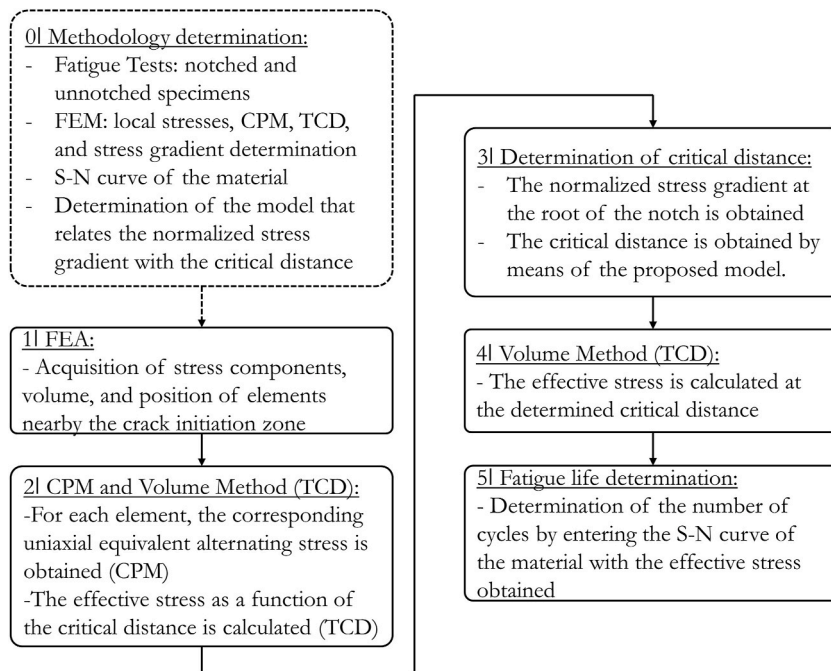 0| Methodology determination:
- Fatigue Tests: notched and
unnotched specimens
- FEM: local stresses, CPM, TCD,
and stress gradient determination
- S-N curve of the material
- Determination of the model that
relates the normalized stress
gradient with the critical distance
1| FEA:
- Acquisition of stress components,
volume, and position of elements
nearby the crack initiation zone
2| CPM and Volume Method (TCD):
-For each element, the corresponding
uniaxial equivalent alternating stress is
obtained (CPM)
-The effective stress as a function of
the critical distance is calculated (TCD)
3| Determination of critical distance:
- The normalized stress gradient at
the root of the notch is obtained
- The critical distance is obtained by
means of the proposed model.
4| Volume Method (TCD):
- The effective stress is calculated at
the determined critical distance
5| Fatigue life determination:
- Determination of the number of
cycles by entering the S-N curve of
the material with the effective stress
obtained